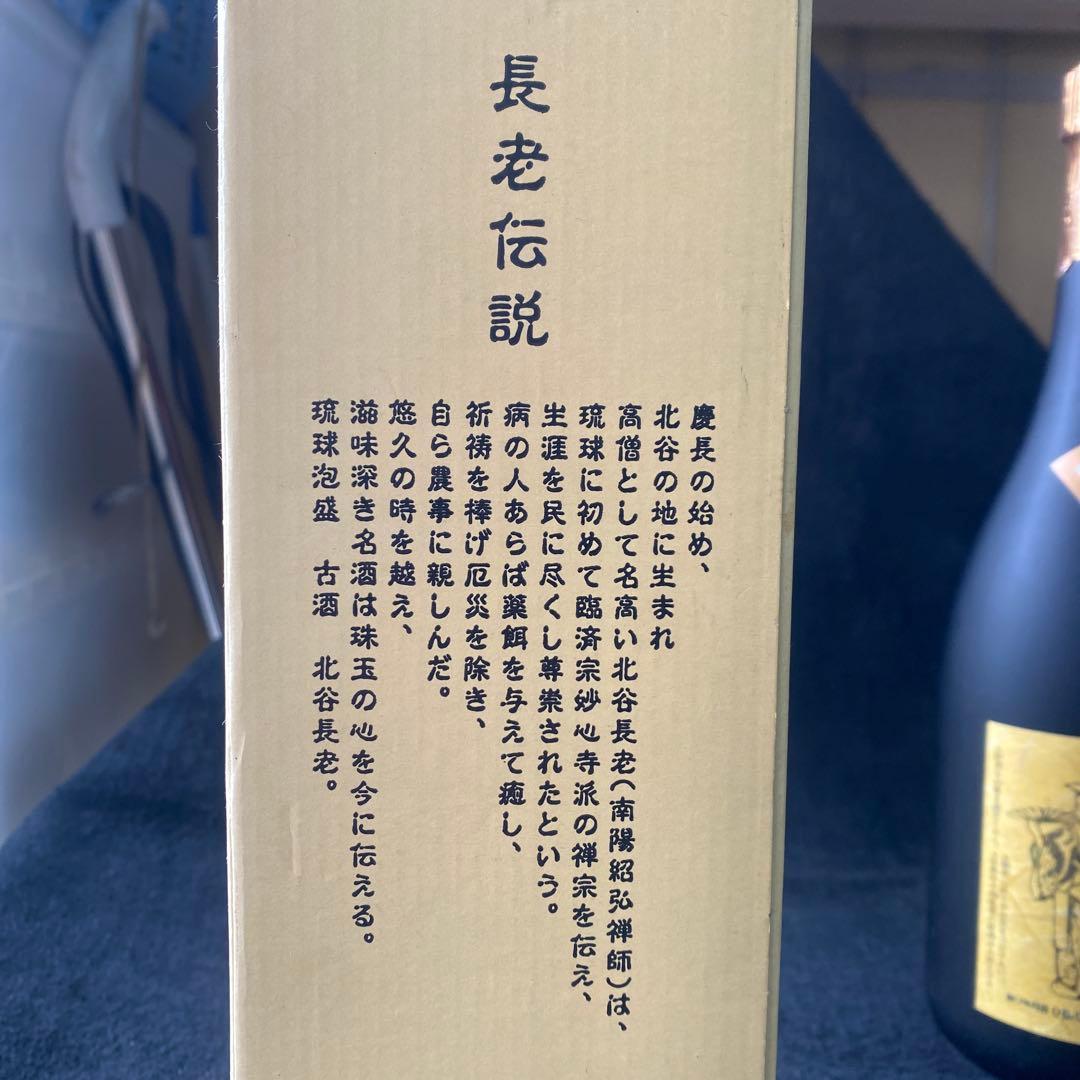 長老伝説
慶長の始め、
北谷の地に生まれ
高僧として名高い北谷長老(南陽紹弘禅師)は、
琉球に初めて臨済宗妙心寺派の禅宗を伝え、
生涯を民に尽くし尊崇されたという。
病の人あらば薬餌を与えて癒し、
祈祷を捧げ厄災を除き、
自ら農事に親しんだ。
悠久の時を越え、
滋味深き名酒は珠玉の心を今に伝える。
琉球泡盛 古酒 北谷長老。